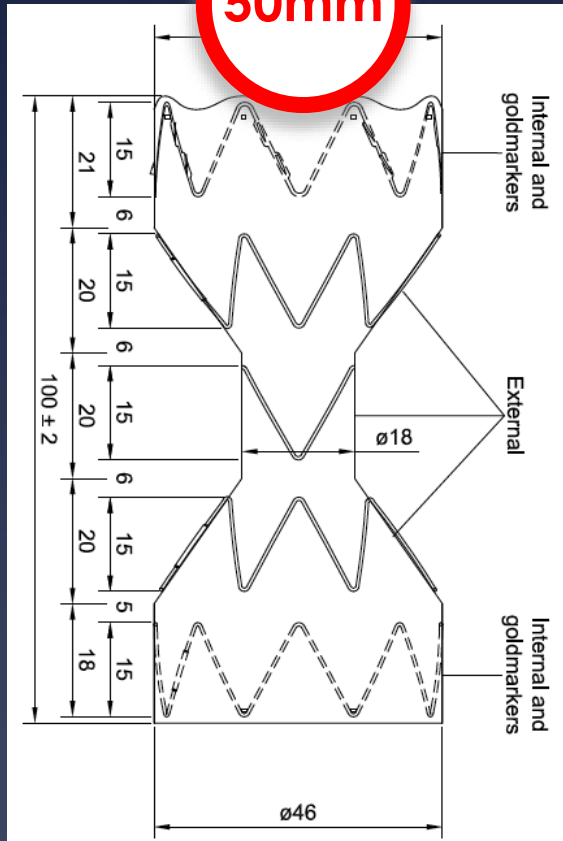 50mm
Internal and
goldmarkers
15
21
6
15
20
6
External
15
20
100 ± 2
ø18
6
15
20
5
Internal and
goldmarkers
15
18
ø46